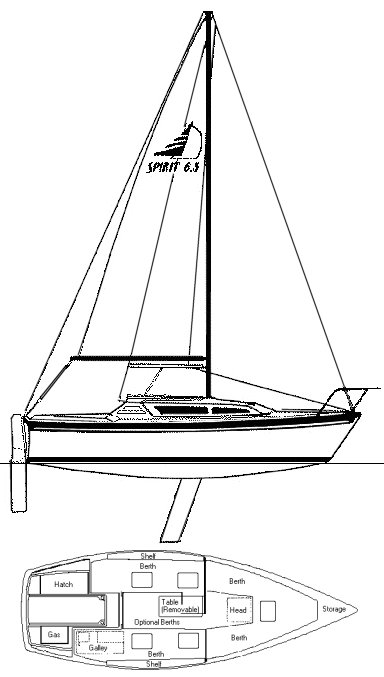 SPIRIT 6.5
Shelf
Berth
Hatch
Berth
Table
(Removable)
Head
Storage
Optional Berths
Gas
Berth
Galley
Berth
Shelf